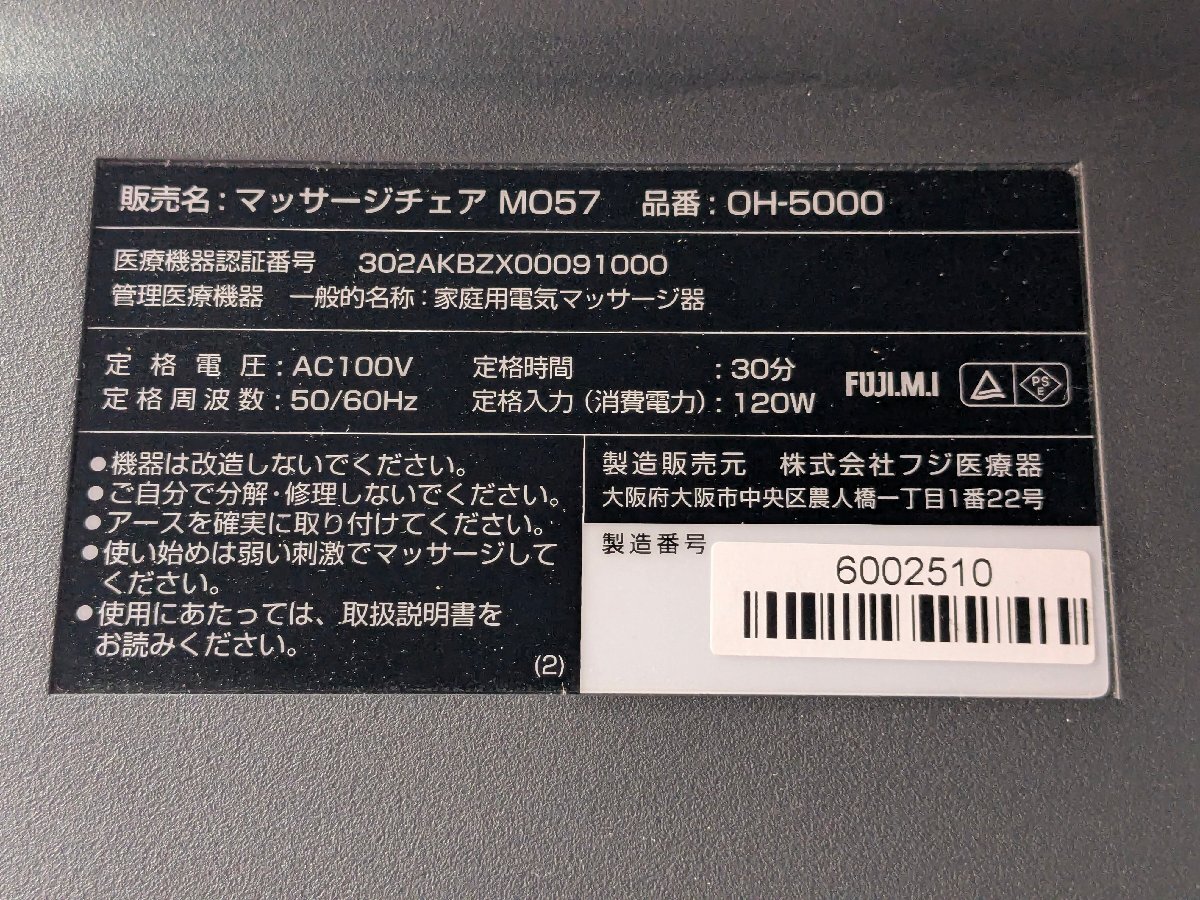 販売名：マッサージチェア MO57 品番：OH-5000
医療機器認証番号 302AKBZX00091000
管理医療機器 一般的名称：家庭用電気マッサージ器
定格電圧：AC100V 定格時間 ：30分
定格周波数：50/60Hz 定格入力（消費電力）：120W
FUJI.M.I
PS
E
●機器は改造しないでください。
●ご自分で分解・修理しないでください。
●アースを確実に取り付けてください。
●使い始めは弱い刺激でマッサージして
ください。
●使用にあたっては、取扱説明書を
お読みください。
(2)
製造販売元 株式会社フジ医療器
大阪府大阪市中央区農人橋一丁目1番22号
製造番号
6002510